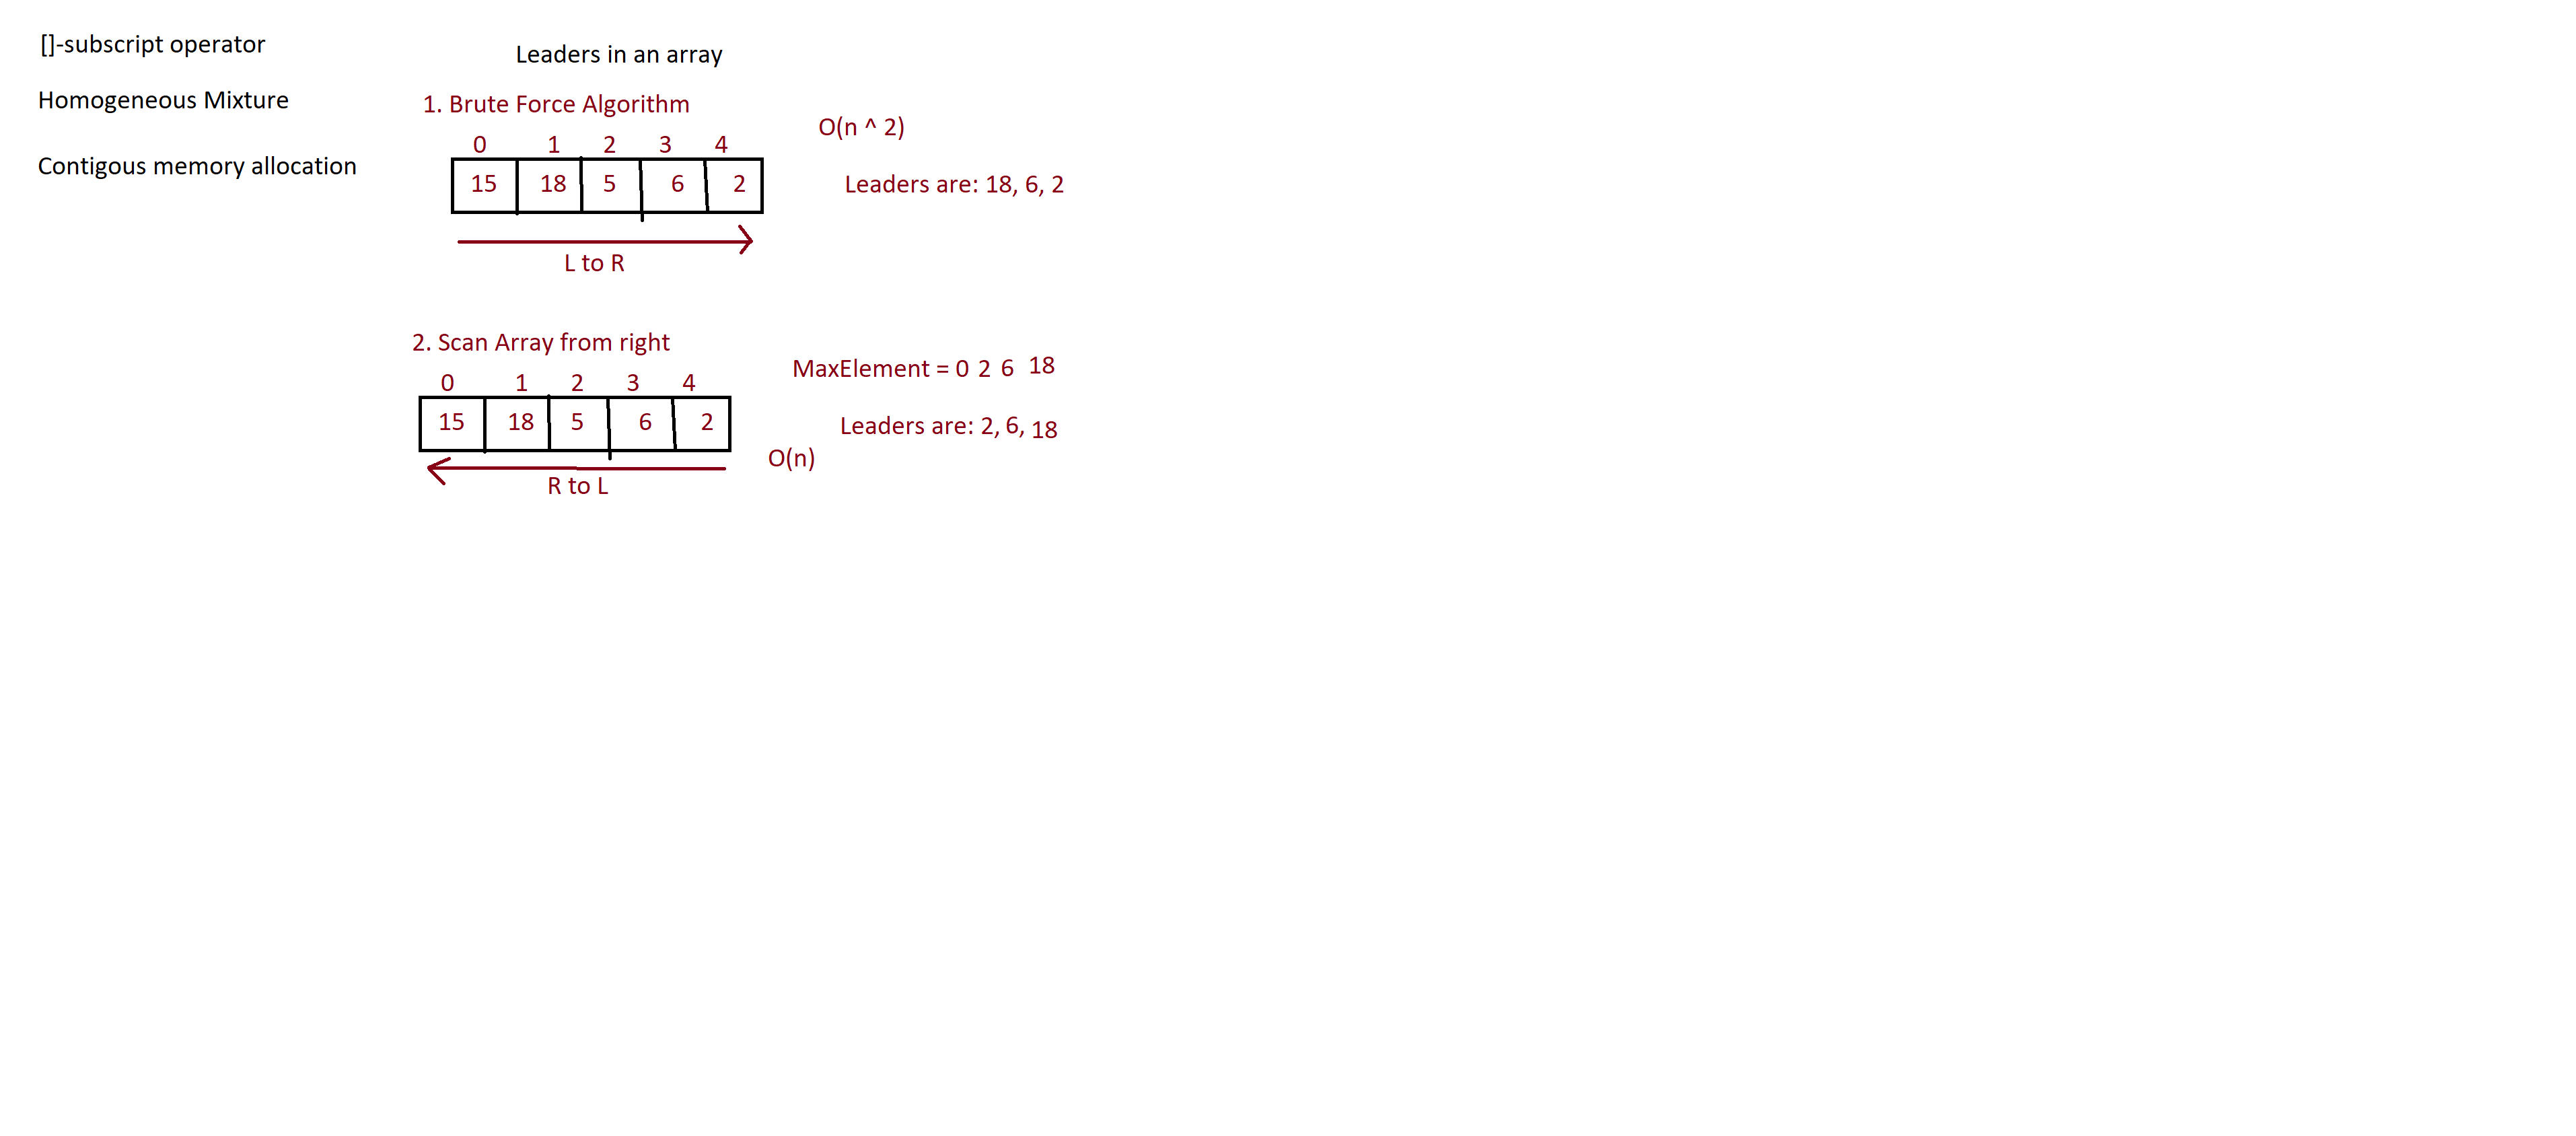 []-subscript operator
Homogeneous Mixture
Contigous memory allocation
Leaders in an array
1. Brute Force Algorithm
O(n ^ 2)
0 1 2 3 4
15 18 5 6 2
Leaders are: 18, 6, 2
L to R
2. Scan Array from right
MaxElement = 0 2 6 18
0 1 2 3 4
15 18 5 6 2
Leaders are: 2, 6, 18
O(n)
R to L